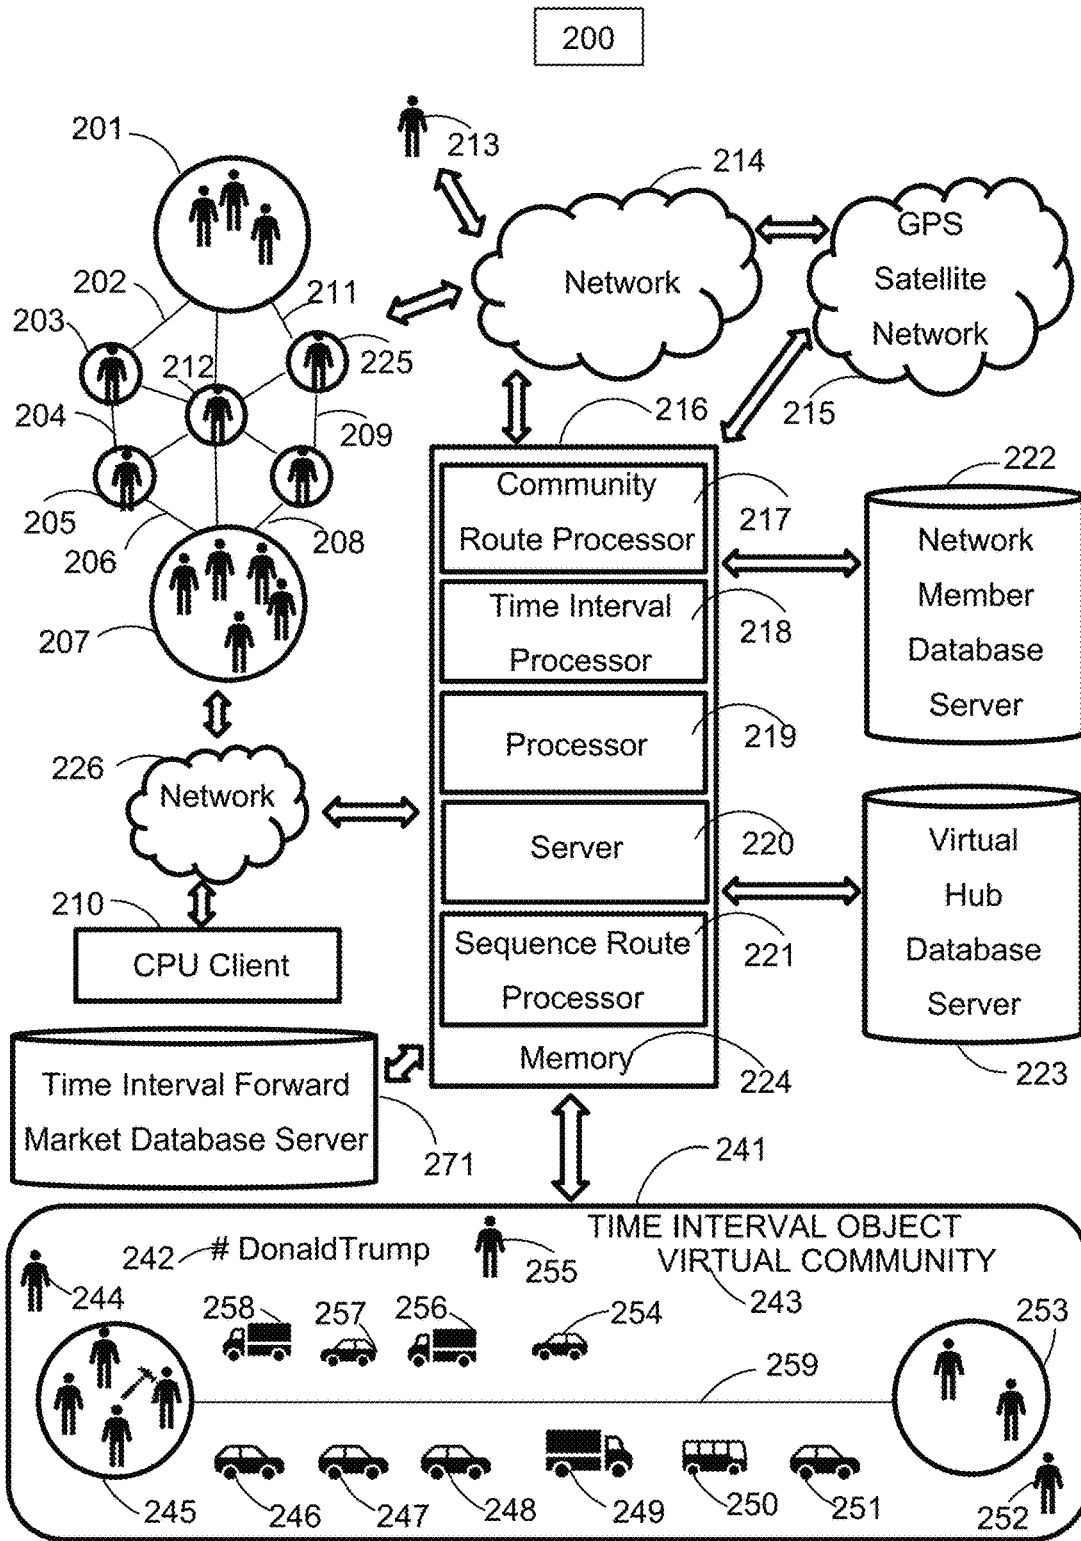 200
201
213
214
GPS
Satellite
Network
Network
202
211
203
212
225
204
209
216
215
205
206
208
222
Community
Route Processor
217
Network
Member
Database
Server
Time Interval
Processor
218
207
Processor
219
226
Network
Server
220
Virtual
Hub
Database
Server
210
CPU Client
Sequence Route
Processor
221
Memory
224
223
Time Interval Forward
Market Database Server
271
241
242
# DonaldTrump
255
TIME INTERVAL OBJECT
VIRTUAL COMMUNITY
243
244
258
257
256
254
253
259
245
246
247
248
249
250
251
252